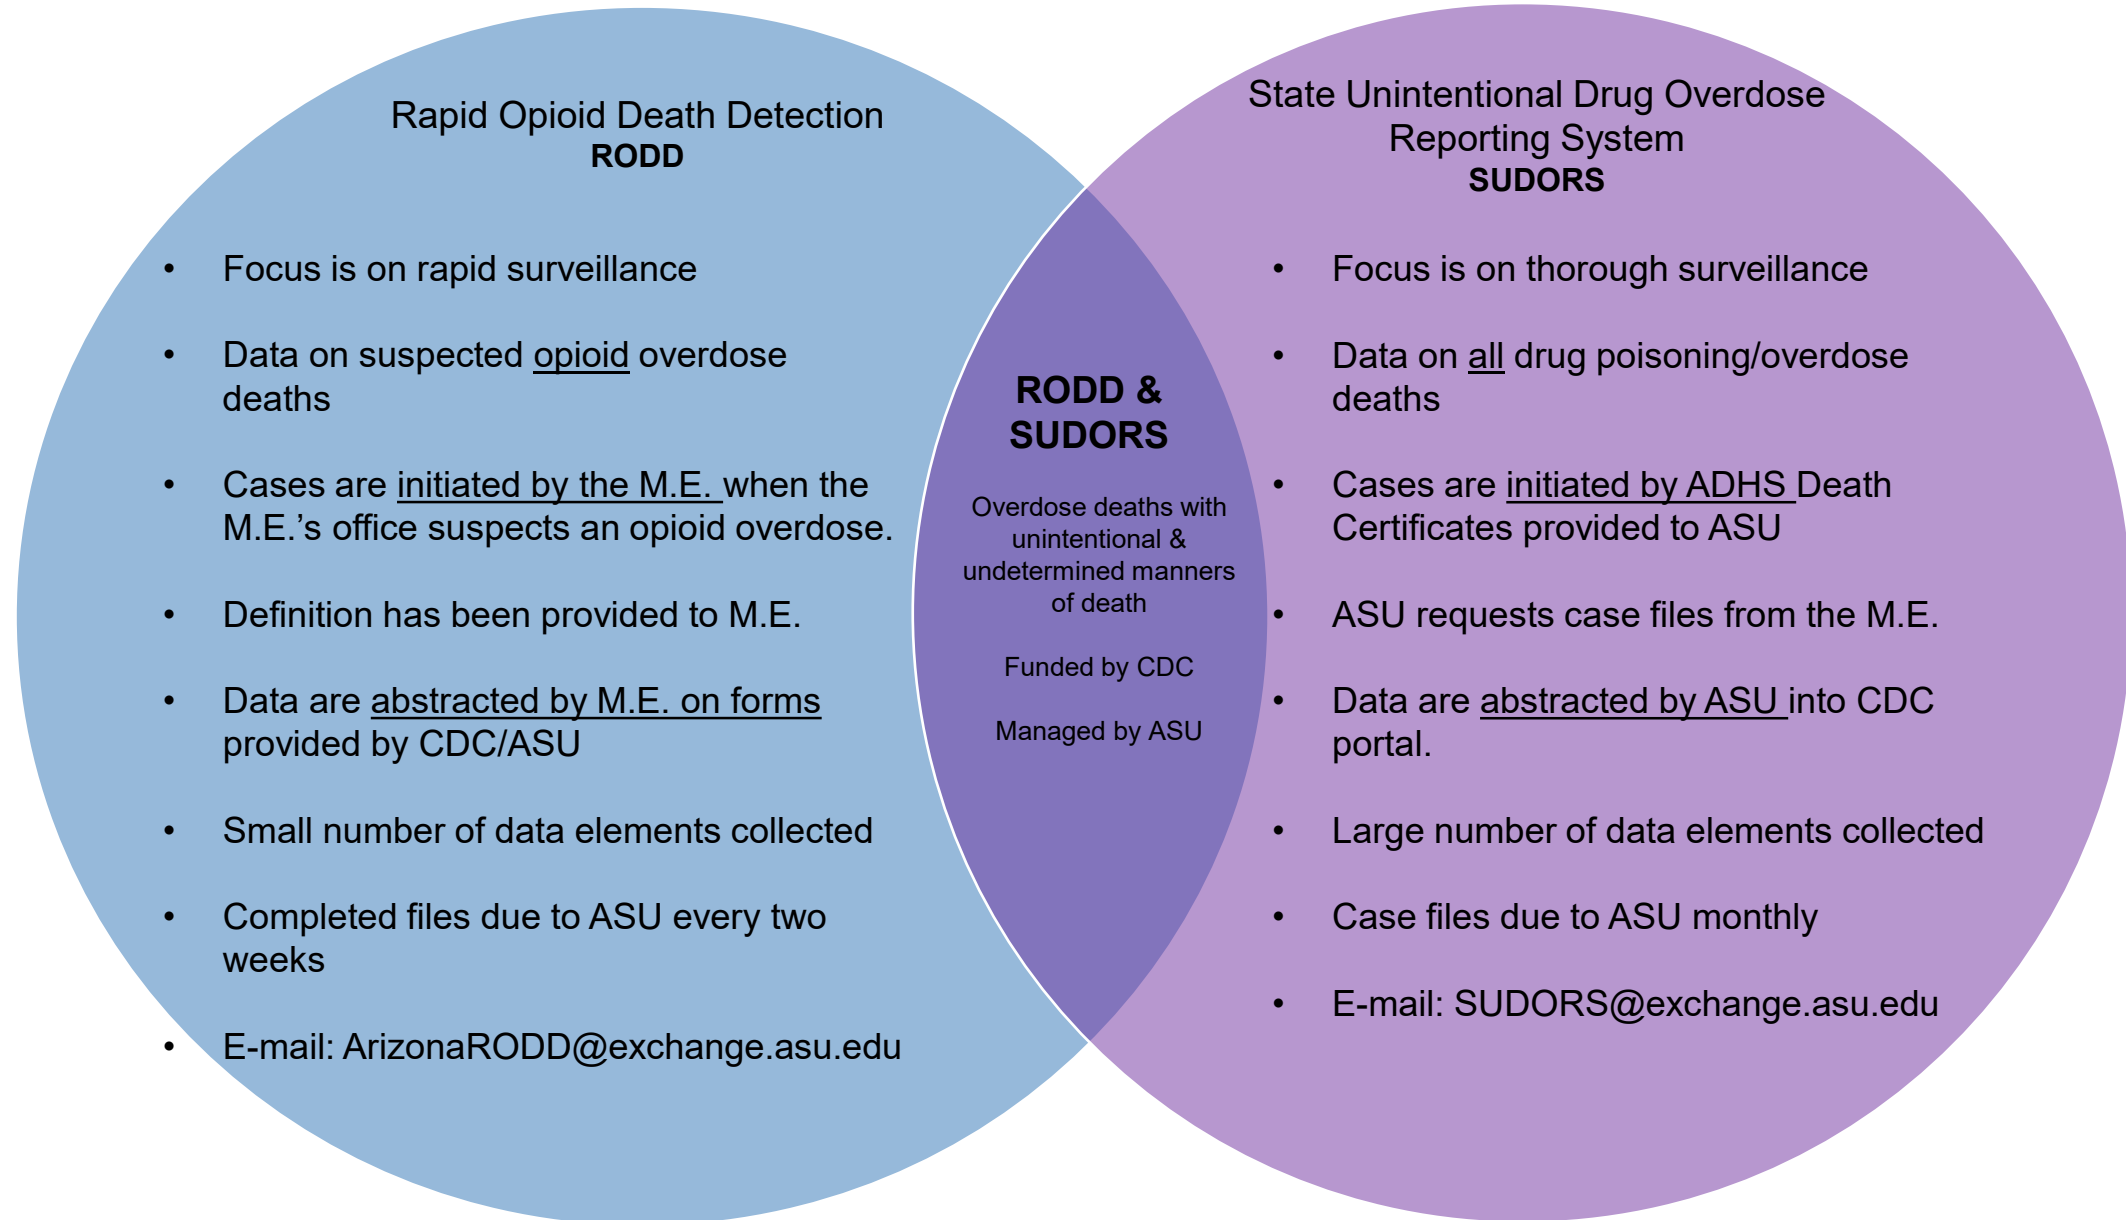 Rapid Opioid Death Detection
RODD
• Focus is on rapid surveillance
• Data on suspected opioid overdose
deaths
• Cases are initiated by the M.E. when the
M.E.’s office suspects an opioid overdose.
• Definition has been provided to M.E.
• Data are abstracted by M.E. on forms
provided by CDC/ASU
• Small number of data elements collected
• Completed files due to ASU every two
weeks
• E-mail: ArizonaRODD@exchange.asu.edu
RODD &
SUDORS
Overdose deaths with
unintentional &
undetermined manners
of death
Funded by CDC
Managed by ASU
State Unintentional Drug Overdose
Reporting System
SUDORS
• Focus is on thorough surveillance
• Data on all drug poisoning/overdose
deaths
• Cases are initiated by ADHS Death
Certificates provided to ASU
• ASU requests case files from the M.E.
• Data are abstracted by ASU into CDC
portal.
• Large number of data elements collected
• Case files due to ASU monthly
• E-mail: SUDORS@exchange.asu.edu